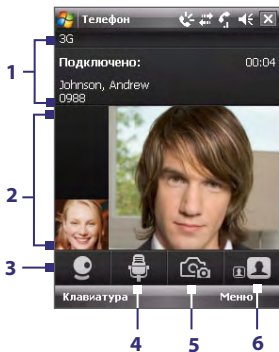 Телефон
3G
Подключено: 00:04
Johnson, Andrew
0988
1
2
3
Клавиатура Меню
4 5 6